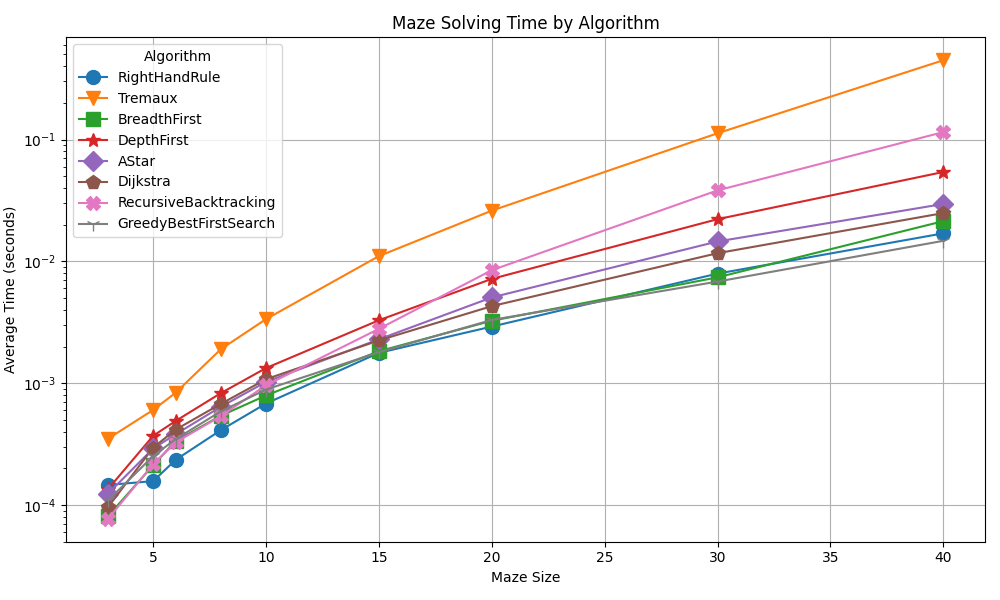 Maze Solving Time by Algorithm
Algorithm
RightHandRule
Tremaux
BreadthFirst
DepthFirst
AStar
Dijkstra
RecursiveBacktracking
GreedyBestFirstSearch
Average Time (seconds)
10⁻¹
10⁻²
10⁻³
10⁻⁴
5 10 15 20 25 30 35 40
Maze Size